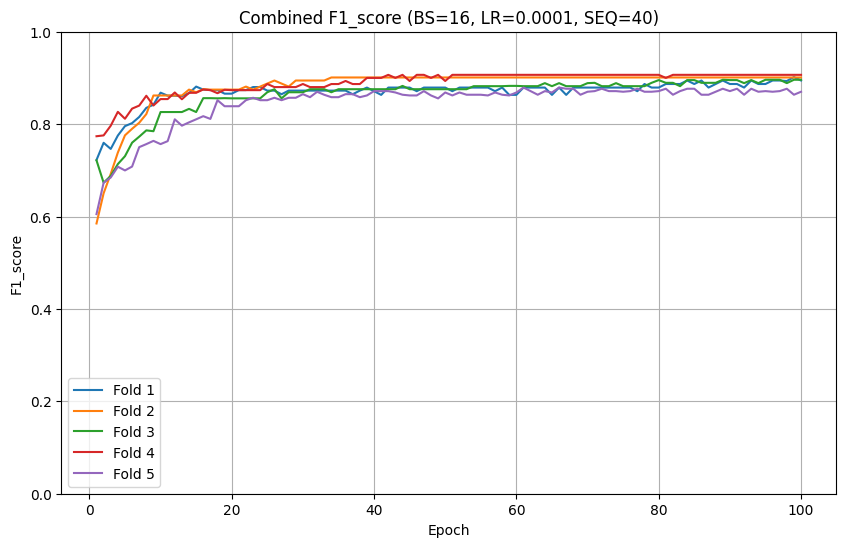 Combined F1_score (BS=16, LR=0.0001, SEQ=40)
F1_score
1.0
0.8
0.6
0.4
0.2
0.0
Fold 1
Fold 2
Fold 3
Fold 4
Fold 5
0 20 40 60 80 100
Epoch